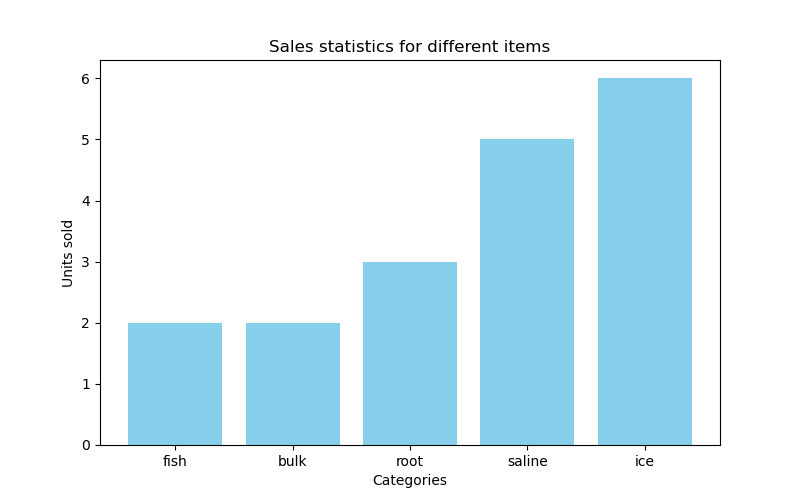 Sales statistics for different items
6
5
4
3
2
1
0
Units sold
fish bulk root saline ice
Categories